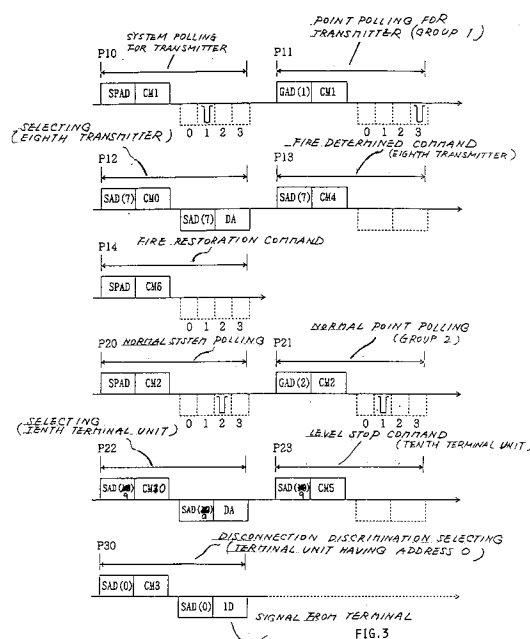 SYSTEM POLLING
FOR TRANSMITTER
POINT POLLING FOR
TRANSMITTER (GROUP 1)
P10
P11
SPAD CM1
GAD(1) CM1
0 1 2 3
0 1 2 3
SELECTING
(EIGHTH TRANSMITTER)
FIRE DETERMINED COMMAND
(EIGHTH TRANSMITTER)
P12
P13
SAD(7) CM0
SAD(7) CM4
SAD(7) DA
P14
FIRE RESTORATION COMMAND
SPAD CM6
0 1 2 3
P20 NORMAL SYSTEM POLLING
P21 NORMAL POINT POLLING
(GROUP 2)
SPAD CM2
GAD(2) CM2
0 1 2 3
0 1 2 3
SELECTING
(TENTH TERMINAL UNIT)
LEVEL STOP COMMAND
(TENTH TERMINAL UNIT)
P22
P23
SAD( ) CM
SAD( ) CM5
9
9
SAD( ) DA
9
DISCONNECTION DISCRIMINATION SELECTING
(TERMINAL UNIT HAVING ADDRESS 0)
P30
SAD(0) CM3
SAD(0) ID
SIGNAL FROM TERMINAL
FIG.3